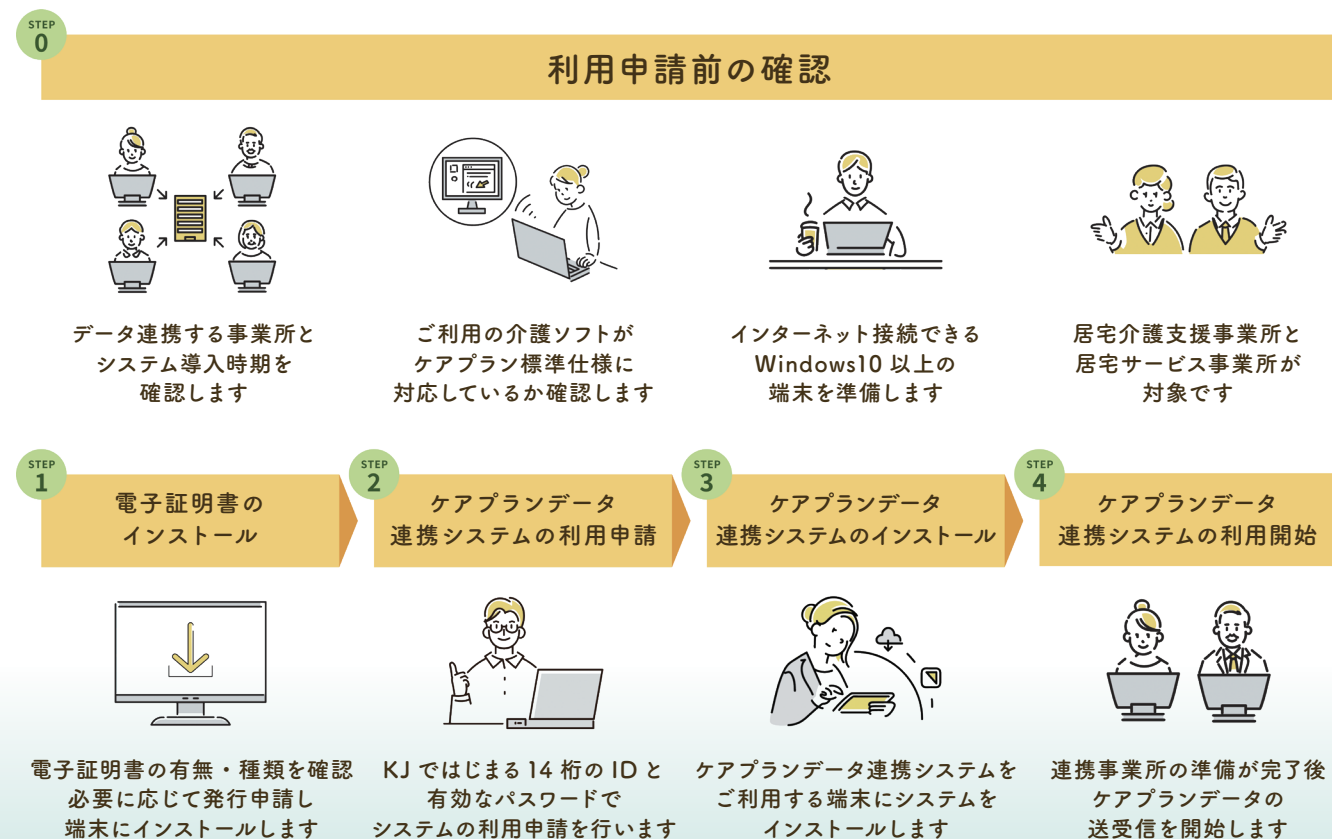 STEP
0
利用申請前の確認
データ連携する事業所と
システム導入時期を
確認します
ご利用の介護ソフトが
ケアプラン標準仕様に
対応しているか確認します
インターネット接続できる
Windows10 以上の
端末を準備します
居宅介護支援事業所と
居宅サービス事業所が
対象です
STEP
1
電子証明書の
インストール
STEP
2
ケアプランデータ
連携システムの利用申請
STEP
3
ケアプランデータ
連携システムのインストール
STEP
4
ケアプランデータ
連携システムの利用開始
電子証明書の有無・種類を確認
必要に応じて発行申請し
端末にインストールします
KJ ではじまる 14 桁の ID と
有効なパスワードで
システムの利用申請を行います
ケアプランデータ連携システムを
ご利用する端末にシステムを
インストールします
連携事業所の準備が完了後
ケアプランデータの
送受信を開始します